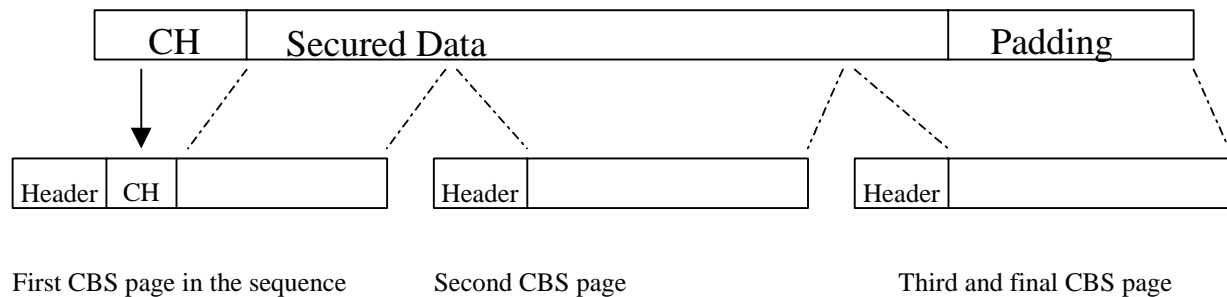 CH Secured Data Padding
Header CH Header Header
First CBS page in the sequence Second CBS page Third and final CBS page